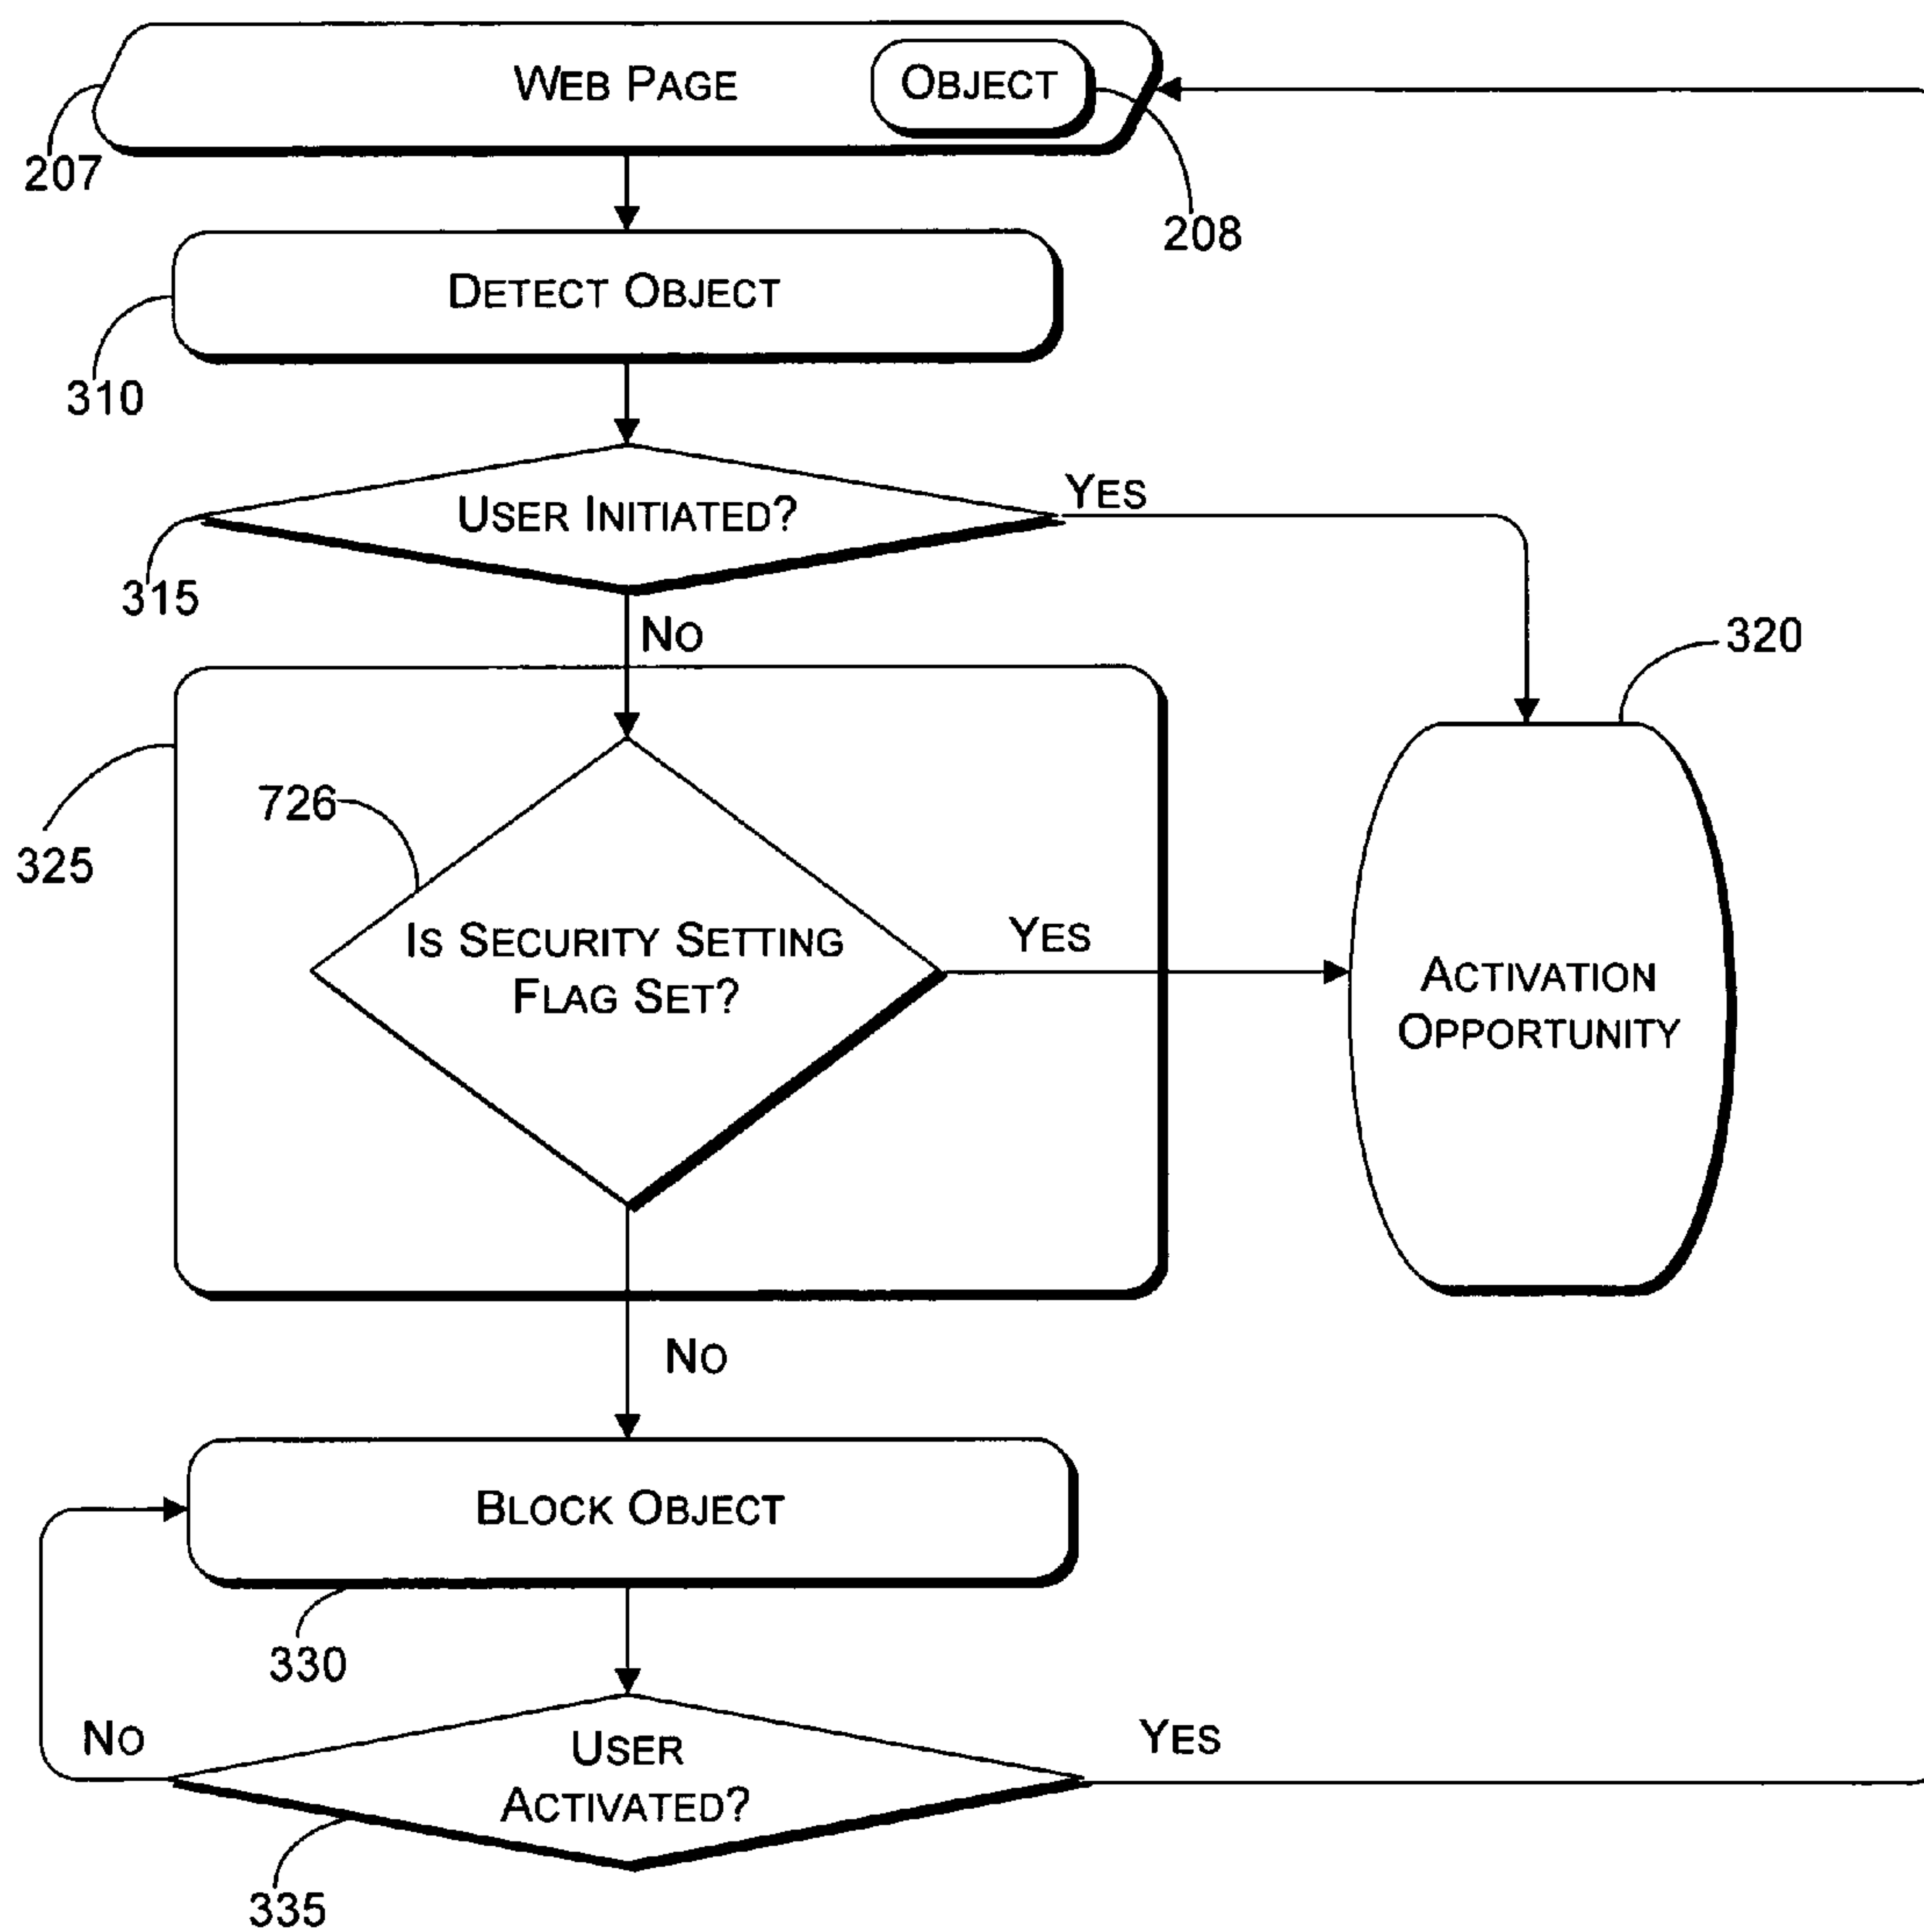 WEB PAGE
OBJECT
207
208
DETECT OBJECT
310
USER INITIATED?
YES
315
NO
320
726
325
IS SECURITY SETTING
FLAG SET?
YES
ACTIVATION
OPPORTUNITY
NO
BLOCK OBJECT
330
NO
USER
ACTIVATED?
YES
335